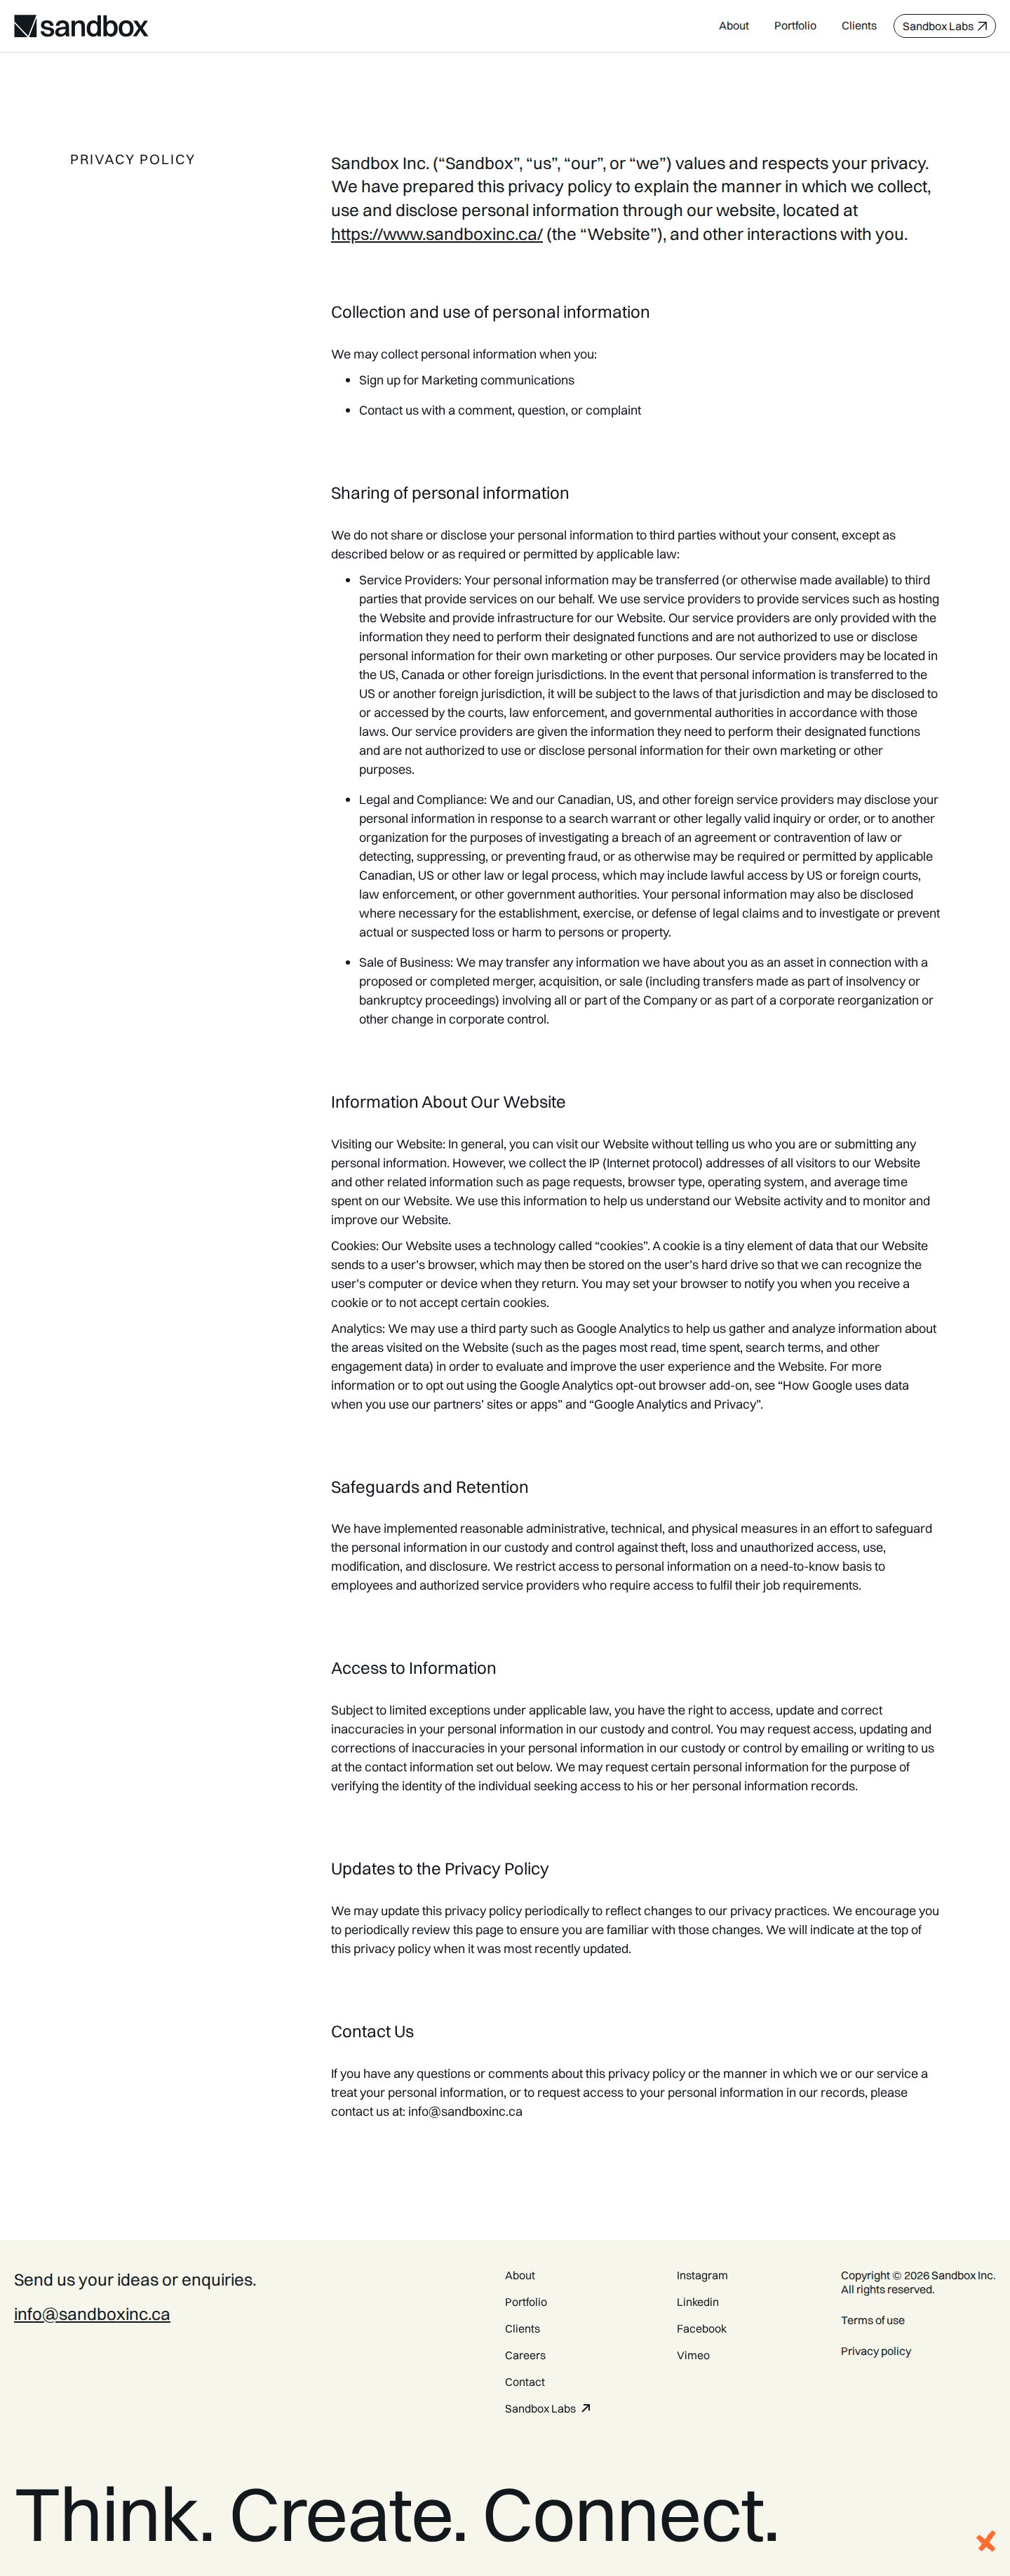 sandbox
About Portfolio Clients Sandbox Labs
PRIVACY POLICY
Sandbox Inc. (“Sandbox”, “us”, “our”, or “we”) values and respects your privacy.
We have prepared this privacy policy to explain the manner in which we collect,
use and disclose personal information through our website, located at
https://www.sandboxinc.ca/ (the “Website”), and other interactions with you.
Collection and use of personal information
We may collect personal information when you:
• Sign up for Marketing communications
• Contact us with a comment, question, or complaint
Sharing of personal information
We do not share or disclose your personal information to third parties without your consent, except as
described below or as required or permitted by applicable law:
• Service Providers: Your personal information may be transferred (or otherwise made available) to third
parties that provide services on our behalf. We use service providers to provide services such as hosting
the Website and provide infrastructure for our Website. Our service providers are only provided with the
information they need to perform their designated functions and are not authorized to use or disclose
personal information for their own marketing or other purposes. Our service providers may be located in
the US, Canada or other foreign jurisdictions. In the event that personal information is transferred to the
US or another foreign jurisdiction, it will be subject to the laws of that jurisdiction and may be disclosed to
or accessed by the courts, law enforcement, and governmental authorities in accordance with those
laws. Our service providers are given the information they need to perform their designated functions
and are not authorized to use or disclose personal information for their own marketing or other
purposes.
• Legal and Compliance: We and our Canadian, US, and other foreign service providers may disclose your
personal information in response to a search warrant or other legally valid inquiry or order, or to another
organization for the purposes of investigating a breach of an agreement or contravention of law or
detecting, suppressing, or preventing fraud, or as otherwise may be required or permitted by applicable
Canadian, US or other law or legal process, which may include lawful access by US or foreign courts,
law enforcement, or other government authorities. Your personal information may also be disclosed
where necessary for the establishment, exercise, or defense of legal claims and to investigate or prevent
actual or suspected loss or harm to persons or property.
• Sale of Business: We may transfer any information we have about you as an asset in connection with a
proposed or completed merger, acquisition, or sale (including transfers made as part of insolvency or
bankruptcy proceedings) involving all or part of the Company or as part of a corporate reorganization or
other change in corporate control.
Information About Our Website
Visiting our Website: In general, you can visit our Website without telling us who you are or submitting any
personal information. However, we collect the IP (Internet protocol) addresses of all visitors to our Website
and other related information such as page requests, browser type, operating system, and average time
spent on our Website. We use this information to help us understand our Website activity and to monitor and
improve our Website.
Cookies: Our Website uses a technology called “cookies”. A cookie is a tiny element of data that our Website
sends to a user’s browser, which may then be stored on the user’s hard drive so that we can recognize the
user’s computer or device when they return. You may set your browser to notify you when you receive a
cookie or to not accept certain cookies.
Analytics: We may use a third party such as Google Analytics to help us gather and analyze information about
the areas visited on the Website (such as the pages most read, time spent, search terms, and other
engagement data) in order to evaluate and improve the user experience and the Website. For more
information or to opt out using the Google Analytics opt-out browser add-on, see “How Google uses data
when you use our partners’ sites or apps” and “Google Analytics and Privacy”.
Safeguards and Retention
We have implemented reasonable administrative, technical, and physical measures in an effort to safeguard
the personal information in our custody and control against theft, loss and unauthorized access, use,
modification, and disclosure. We restrict access to personal information on a need-to-know basis to
employees and authorized service providers who require access to fulfil their job requirements.
Access to Information
Subject to limited exceptions under applicable law, you have the right to access, update and correct
inaccuracies in your personal information in our custody and control. You may request access, updating and
corrections of inaccuracies in your personal information in our custody or control by emailing or writing to us
at the contact information set out below. We may request certain personal information for the purpose of
verifying the identity of the individual seeking access to his or her personal information records.
Updates to the Privacy Policy
We may update this privacy policy periodically to reflect changes to our privacy practices. We encourage you
to periodically review this page to ensure you are familiar with those changes. We will indicate at the top of
this privacy policy when it was most recently updated.
Contact Us
If you have any questions or comments about this privacy policy or the manner in which we or our service a
treat your personal information, or to request access to your personal information in our records, please
contact us at: info@sandboxinc.ca
Send us your ideas or enquiries.
info@sandboxinc.ca
About
Portfolio
Clients
Careers
Contact
Sandbox Labs
Instagram
Linkedin
Facebook
Vimeo
Copyright © 2026 Sandbox Inc.
All rights reserved.
Terms of use
Privacy policy
Think. Create. Connect.